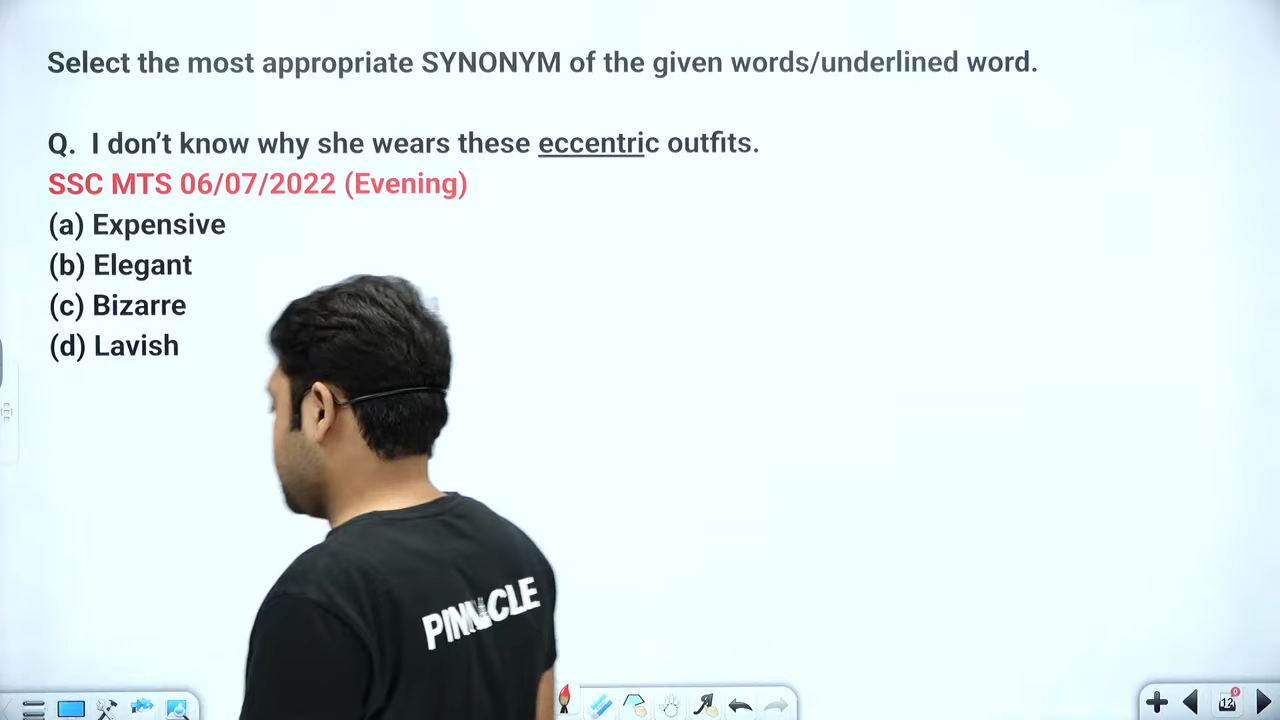 Select the most appropriate SYNONYM of the given words/underlined word.
Q. I don’t know why she wears these eccentric outfits.
SSC MTS 06/07/2022 (Evening)
(a) Expensive
(b) Elegant
(c) Bizarre
(d) Lavish
PINNACLE
12
0